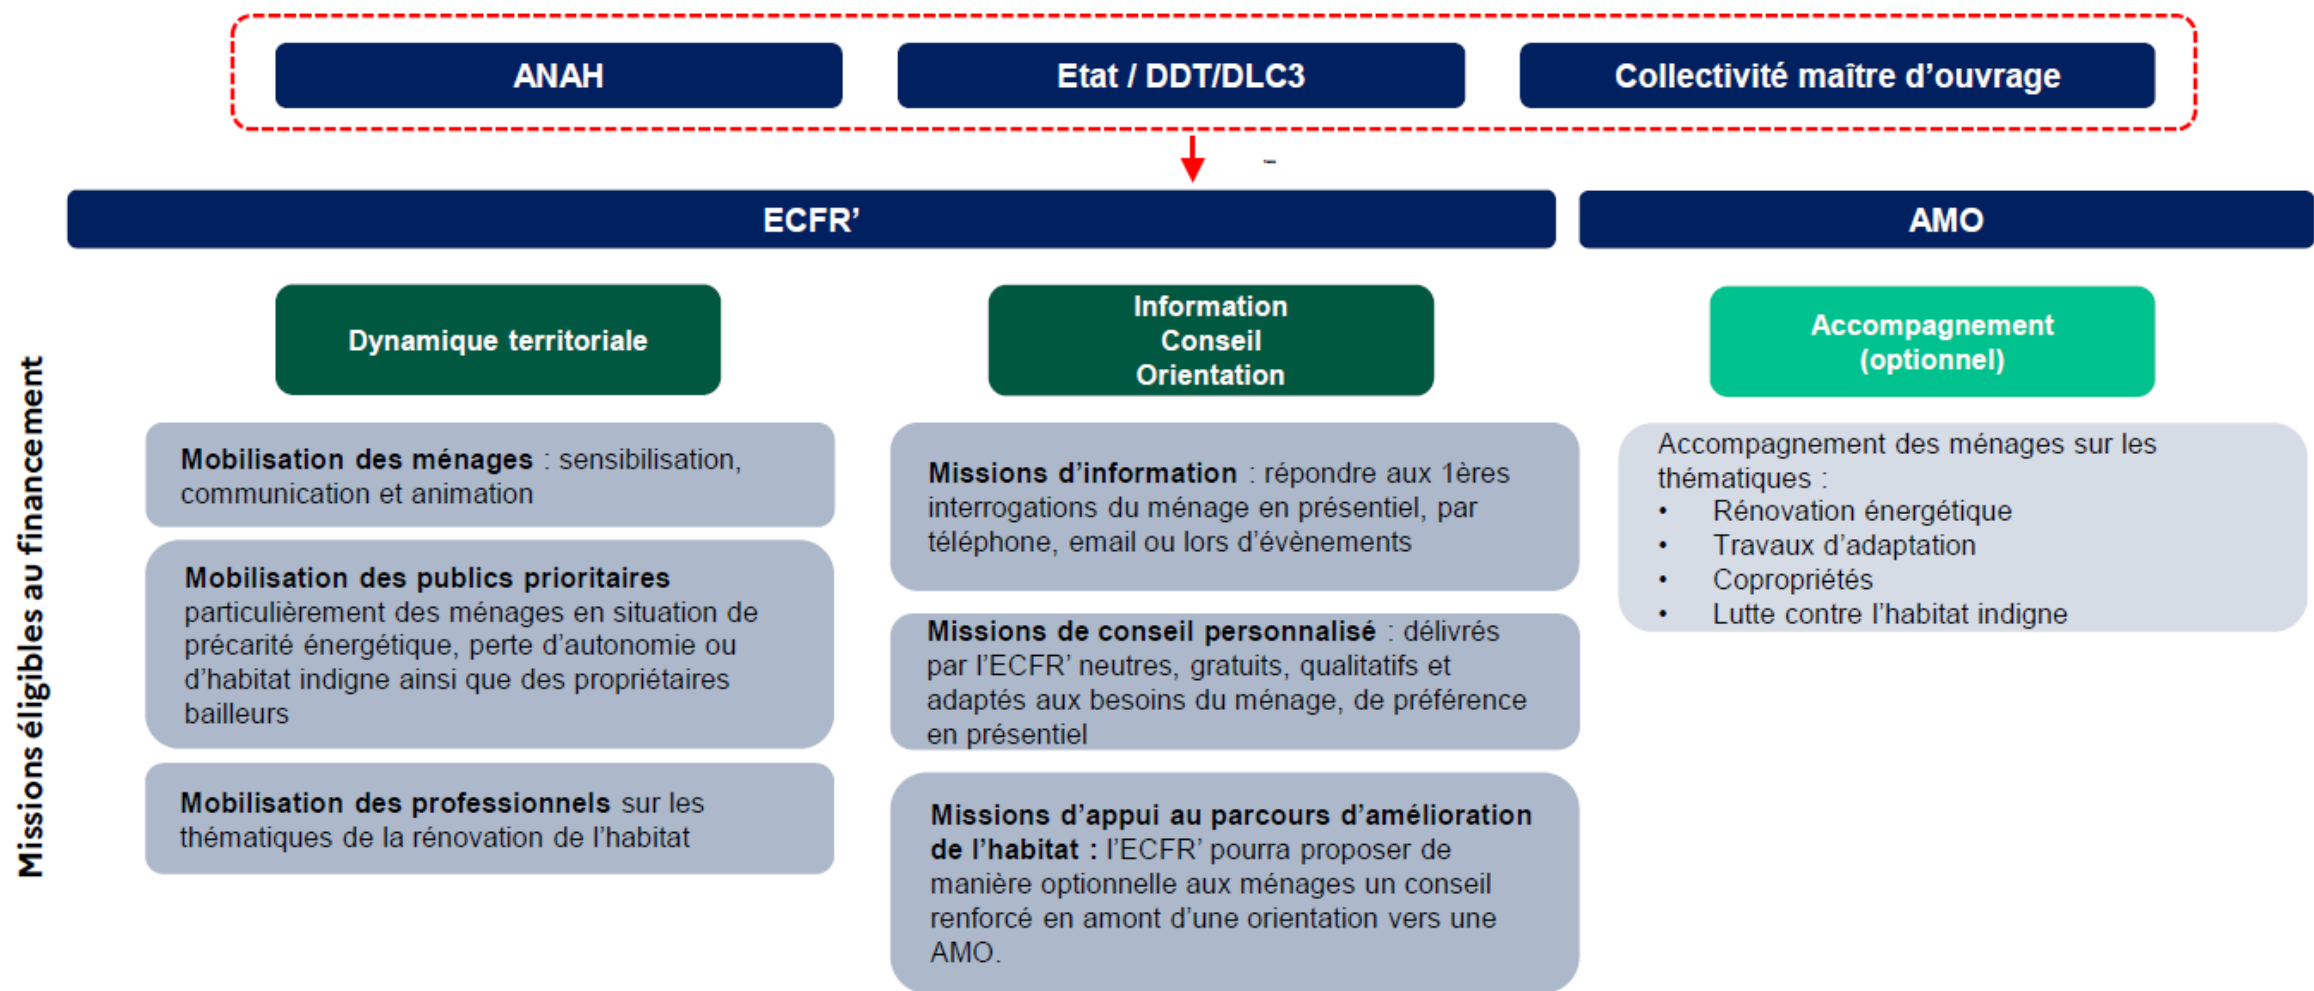 ANAH
Etat / DDT/DLC3
Collectivité maître d’ouvrage
ECFR’
AMO
Missions éligibles au financement
Dynamique territoriale
Mobilisation des ménages : sensibilisation,
communication et animation
Mobilisation des publics prioritaires
particulièrement des ménages en situation de
précarité énergétique, perte d’autonomie ou
d’habitat indigne ainsi que des propriétaires
bailleurs
Mobilisation des professionnels sur les
thématiques de la rénovation de l’habitat
Information
Conseil
Orientation
Missions d’information : répondre aux 1ères
interrogations du ménage en présentiel, par
téléphone, email ou lors d’évènements
Missions de conseil personnalisé : délivrés
par l’ECFR’ neutres, gratuits, qualitatifs et
adaptés aux besoins du ménage, de préférence
en présentiel
Missions d’appui au parcours d’amélioration
de l’habitat : l’ECFR’ pourra proposer de
manière optionnelle aux ménages un conseil
renforcé en amont d’une orientation vers une
AMO.
Accompagnement
(optionnel)
Accompagnement des ménages sur les
thématiques :
• Rénovation énergétique
• Travaux d’adaptation
• Copropriétés
• Lutte contre l’habitat indigne